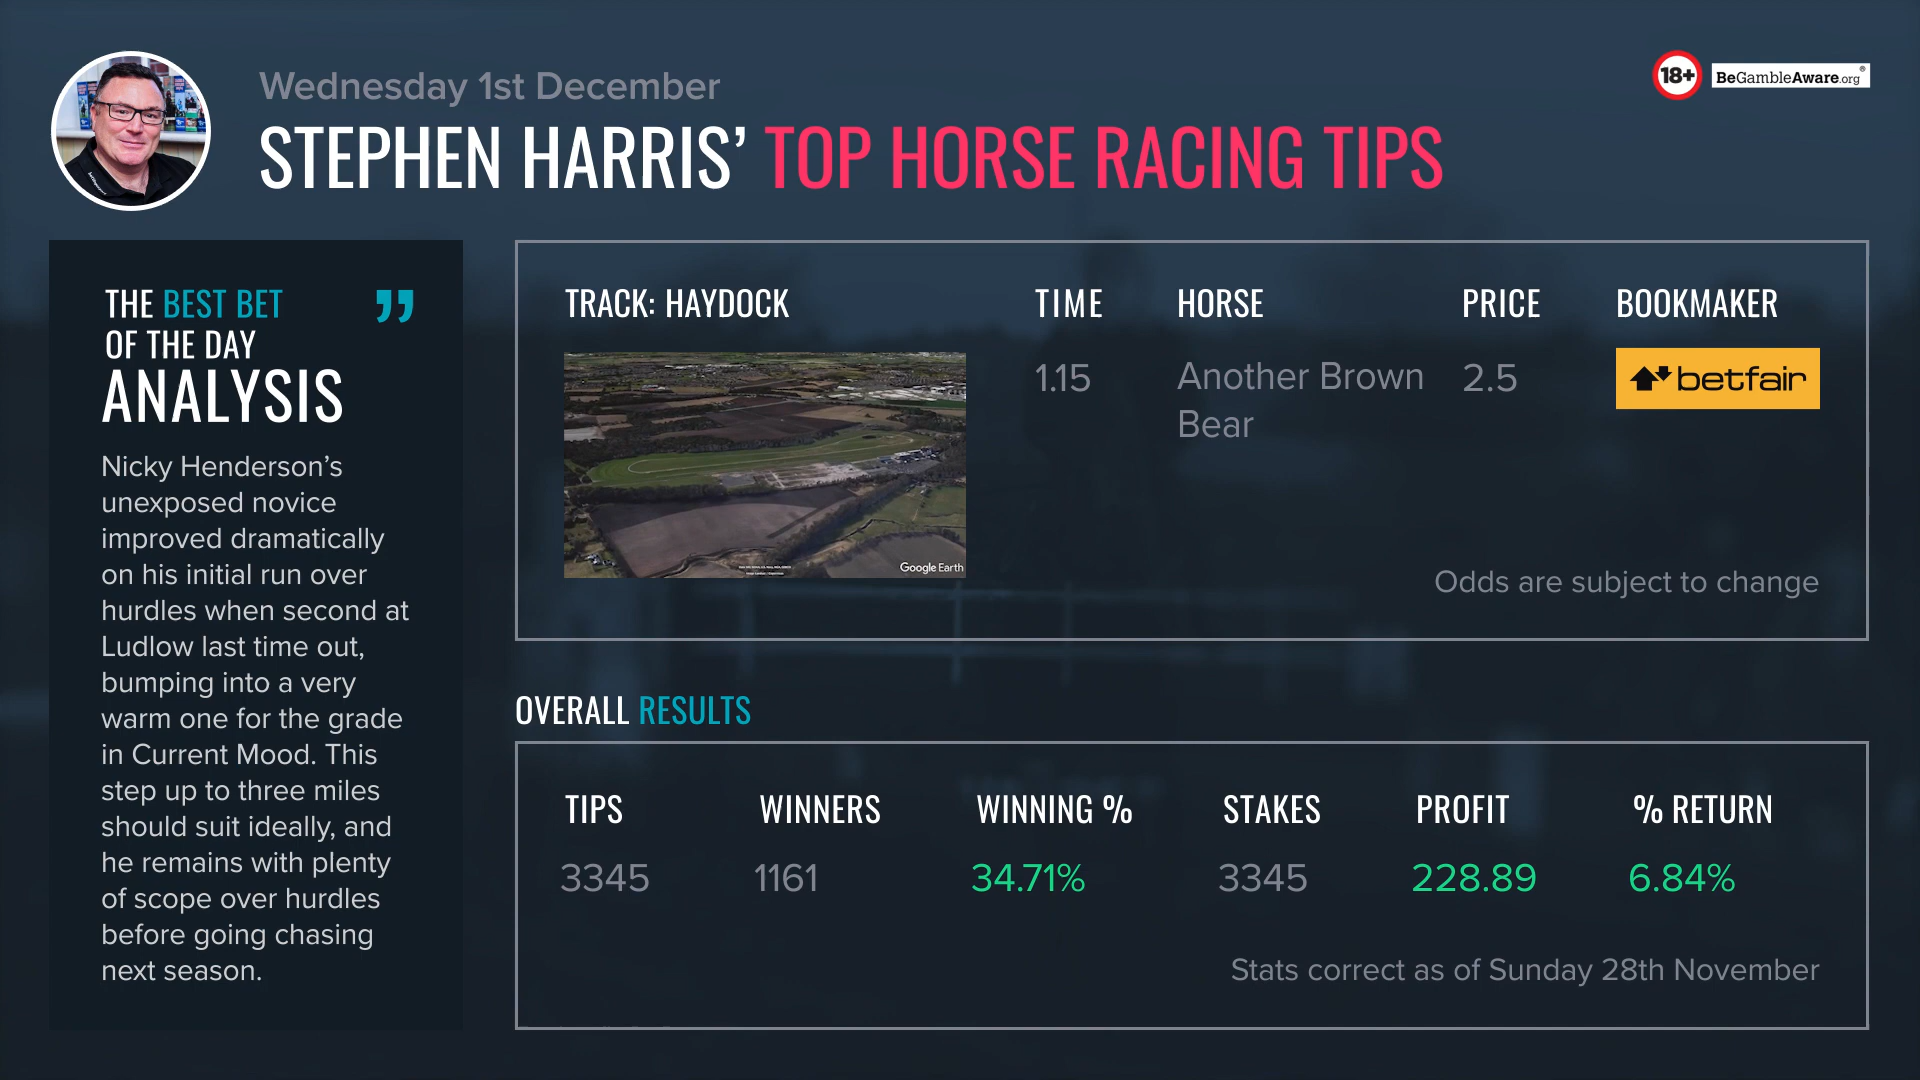 Wednesday 1st December
STEPHEN HARRIS’ TOP HORSE RACING TIPS
18+
BeGambleAware.org®
THE BEST BET
OF THE DAY
ANALYSIS
”
Nicky Henderson’s
unexposed novice
improved dramatically
on his initial run over
hurdles when second at
Ludlow last time out,
bumping into a very
warm one for the grade
in Current Mood. This
step up to three miles
should suit ideally, and
he remains with plenty
of scope over hurdles
before going chasing
next season.
TRACK: HAYDOCK TIME HORSE PRICE BOOKMAKER
1.15 Another Brown 2.5 betfair
Bear
Google Earth
Odds are subject to change
OVERALL RESULTS
TIPS WINNERS WINNING % STAKES PROFIT % RETURN
3345 1161 34.71% 3345 228.89 6.84%
Stats correct as of Sunday 28th November